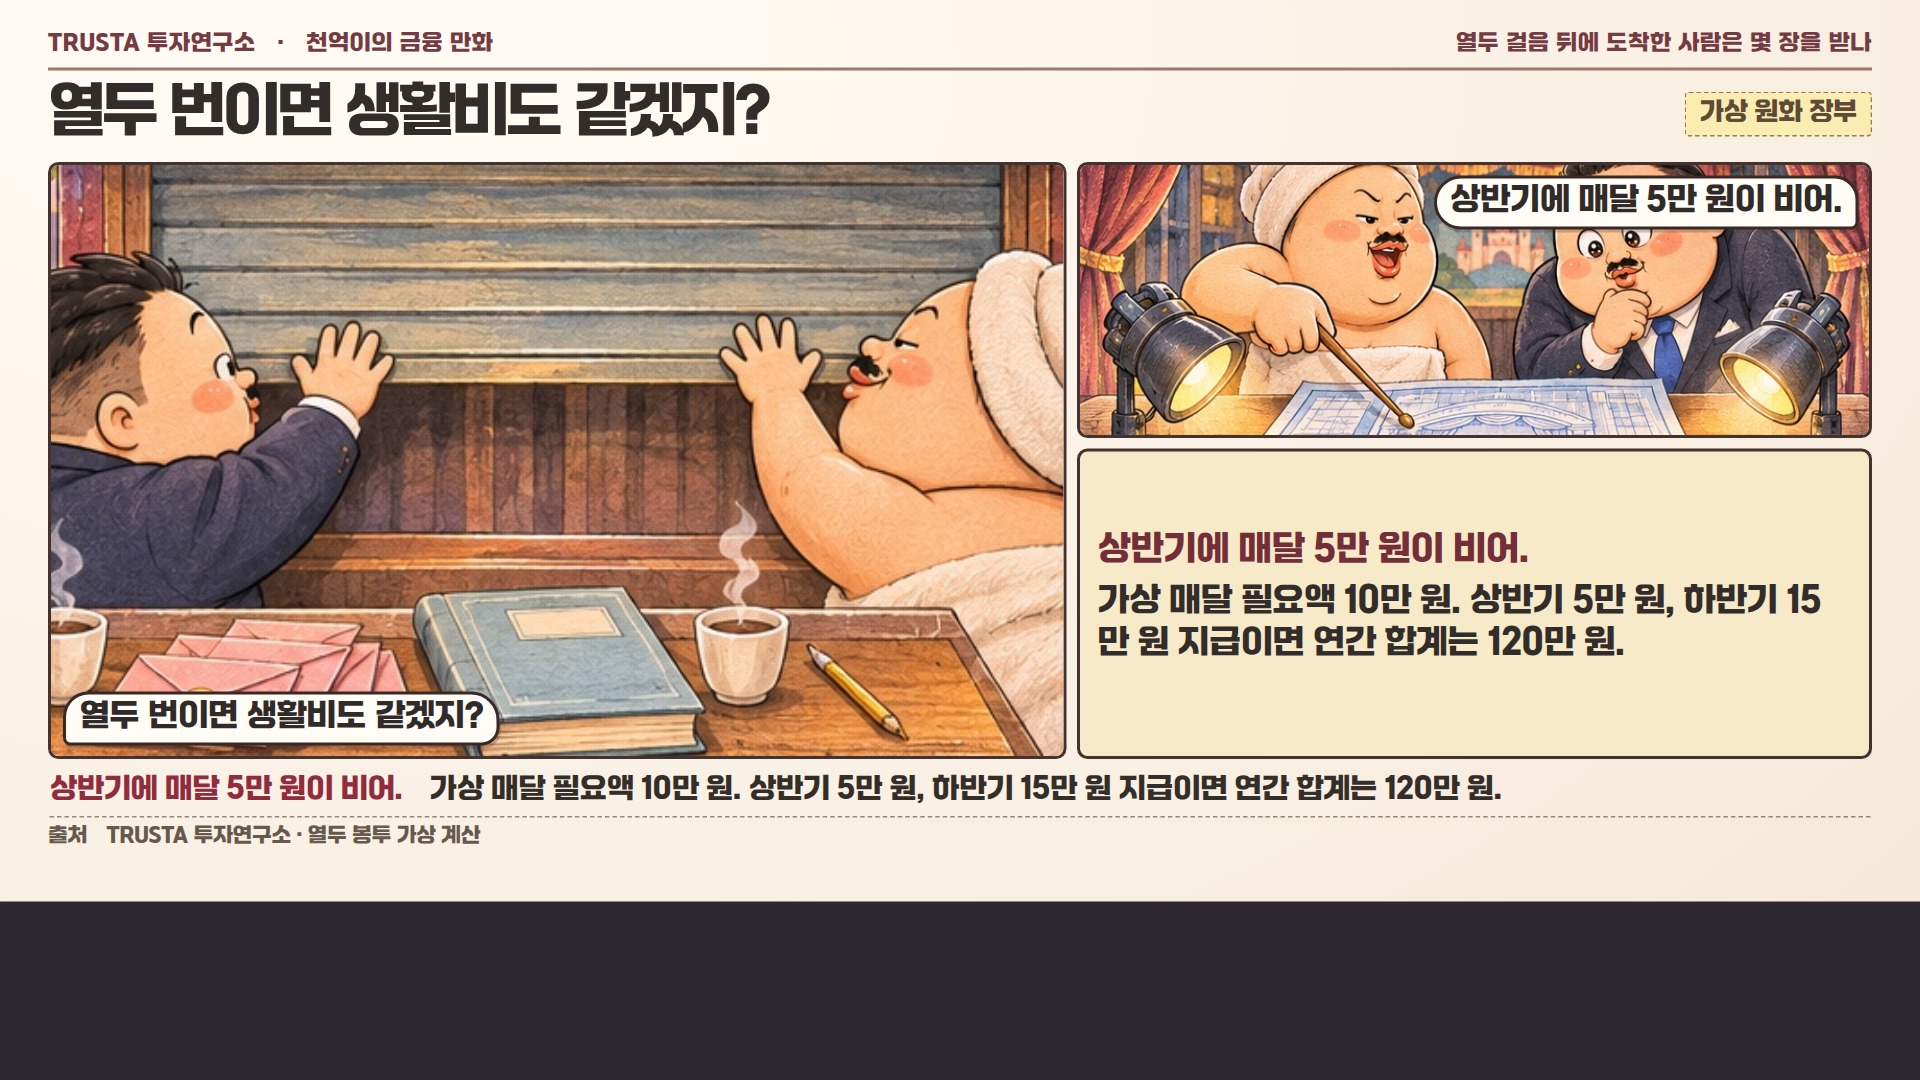 TRUSTA 투자연구소 · 천억이의 금융 만화
열두 걸음 뒤에 도착한 사람은 몇 장을 받나
열두 번이면 생활비도 같겠지?
가상 원화 장부
상반기에 매달 5만 원이 비어.
열두 번이면 생활비도 같겠지?
상반기에 매달 5만 원이 비어.
가상 매달 필요액 10만 원. 상반기 5만 원, 하반기 15
만 원 지급이면 연간 합계는 120만 원.
상반기에 매달 5만 원이 비어. 가상 매달 필요액 10만 원. 상반기 5만 원, 하반기 15만 원 지급이면 연간 합계는 120만 원.
출처 TRUSTA 투자연구소 · 열두 봉투 가상 계산